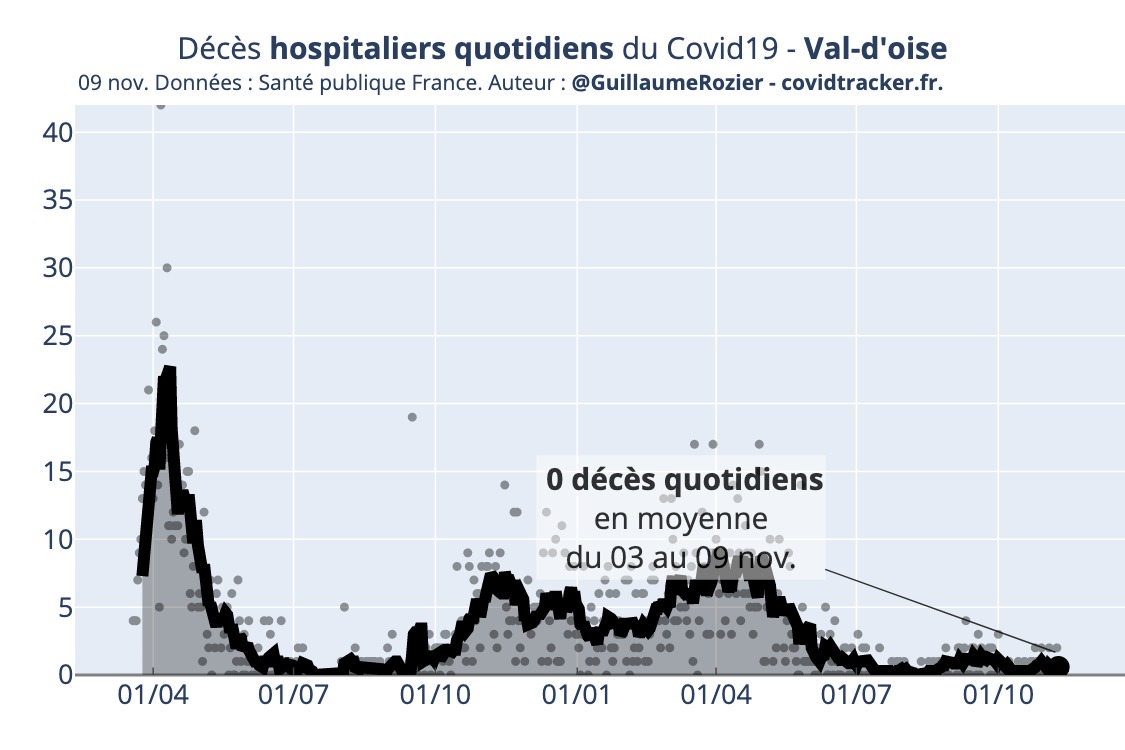 Décès hospitaliers quotidiens du Covid19 - Val-d'oise
09 nov. Données : Santé publique France. Auteur : @GuillaumeRozier - covidtracker.fr.
40
35
30
25
20
15
0 décès quotidiens
en moyenne
10
du 03 au 09 nov.
5
0
01/04 01/07 01/10 01/01 01/04 01/07 01/10